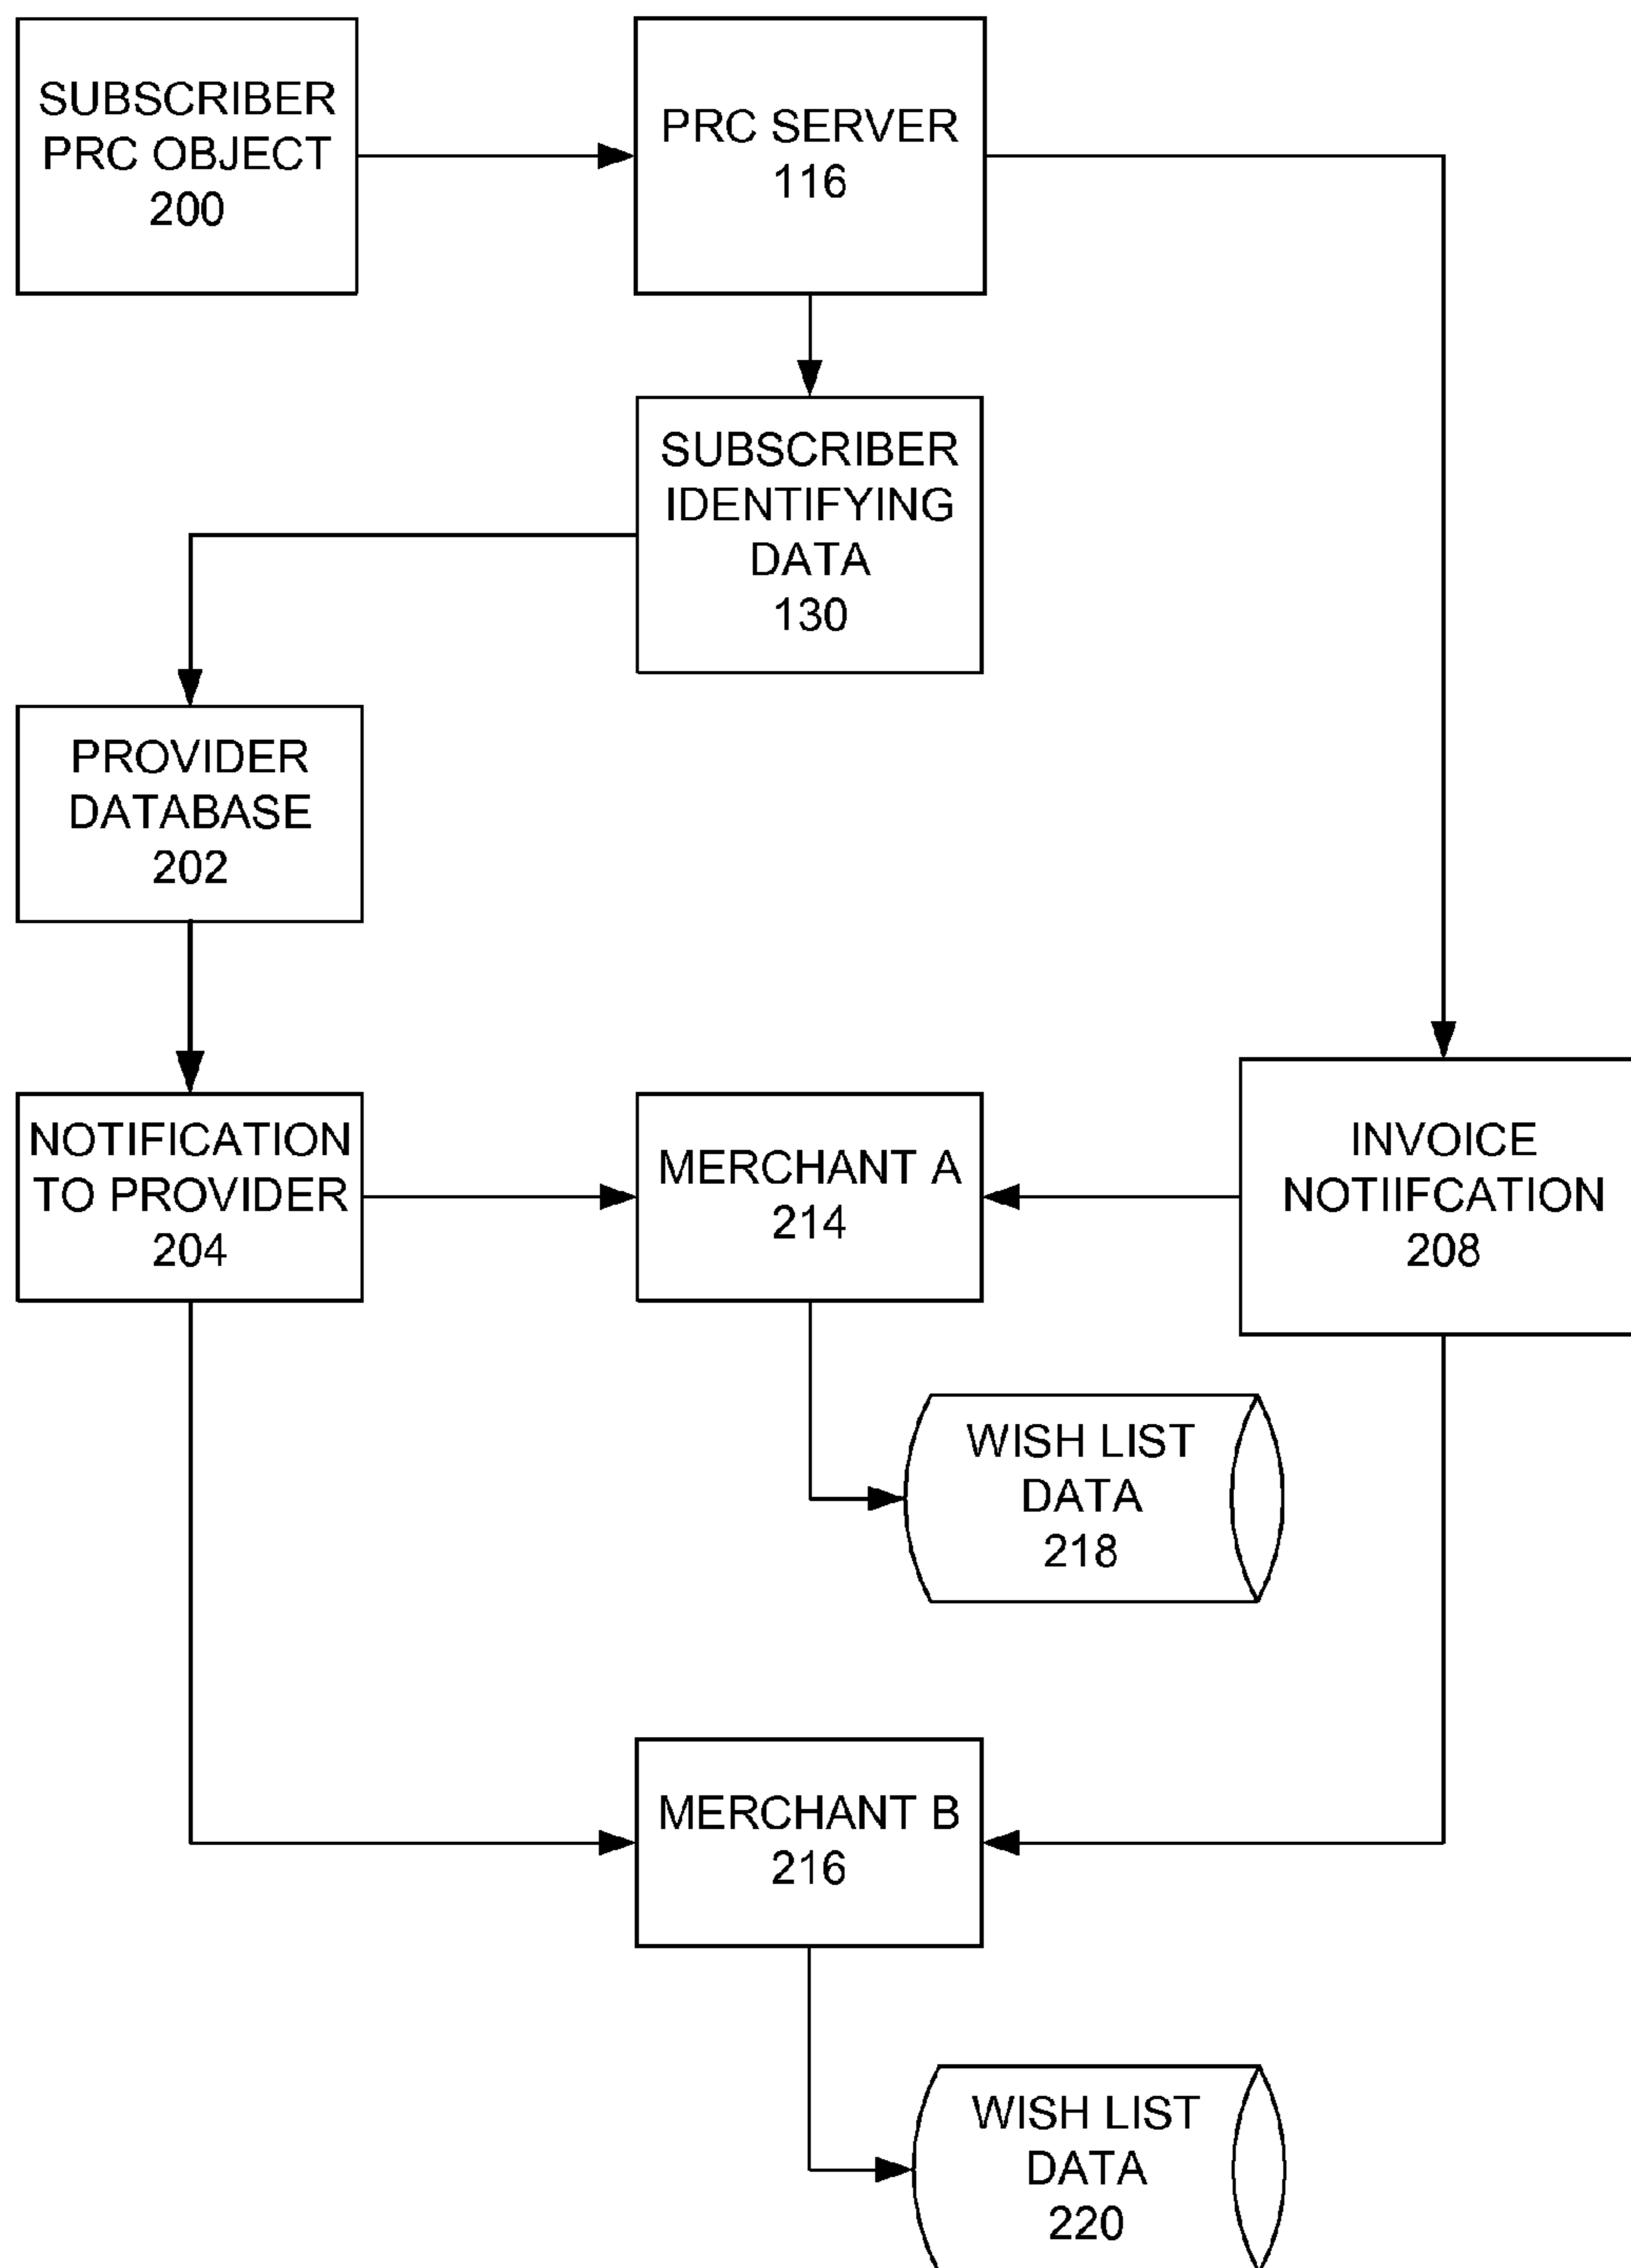 SUBSCRIBER
PRC OBJECT
200
PRC SERVER
116
SUBSCRIBER
IDENTIFYING
DATA
130
PROVIDER
DATABASE
202
NOTIFICATION
TO PROVIDER
204
MERCHANT A
214
INVOICE
NOTIIFCATION
208
WISH LIST
DATA
218
MERCHANT B
216
WISH LIST
DATA
220